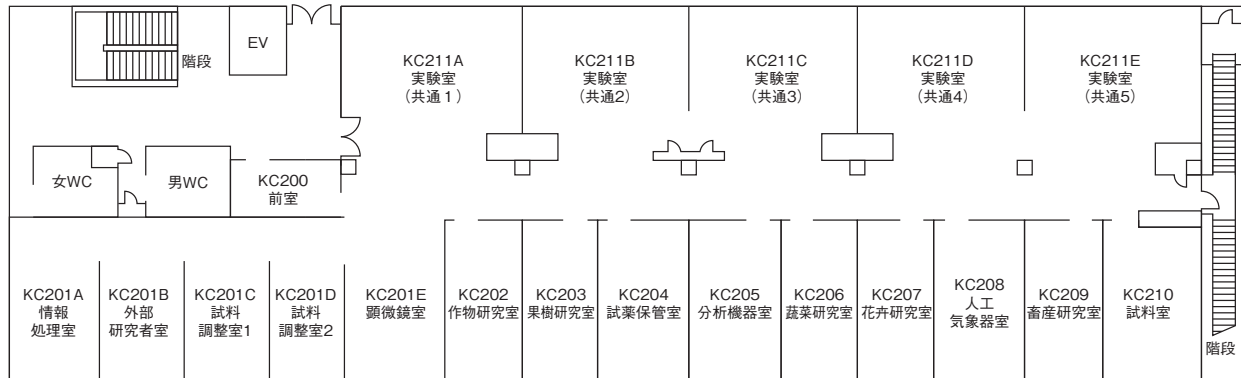 階段
EV
KC211A
実験室
(共通1)
KC211B
実験室
(共通2)
KC211C
実験室
(共通3)
KC211D
実験室
(共通4)
KC211E
実験室
(共通5)
女WC
男WC
KC200
前室
KC201A
情報
処理室
KC201B
外部
研究者室
KC201C
試料
調整室1
KC201D
試料
調整室2
KC201E
顕微鏡室
KC202
作物研究室
KC203
果樹研究室
KC204
試薬保管室
KC205
分析機器室
KC206
蔬菜研究室
KC207
花卉研究室
KC208
人工
気象器室
KC209
畜産研究室
KC210
試料室
階段